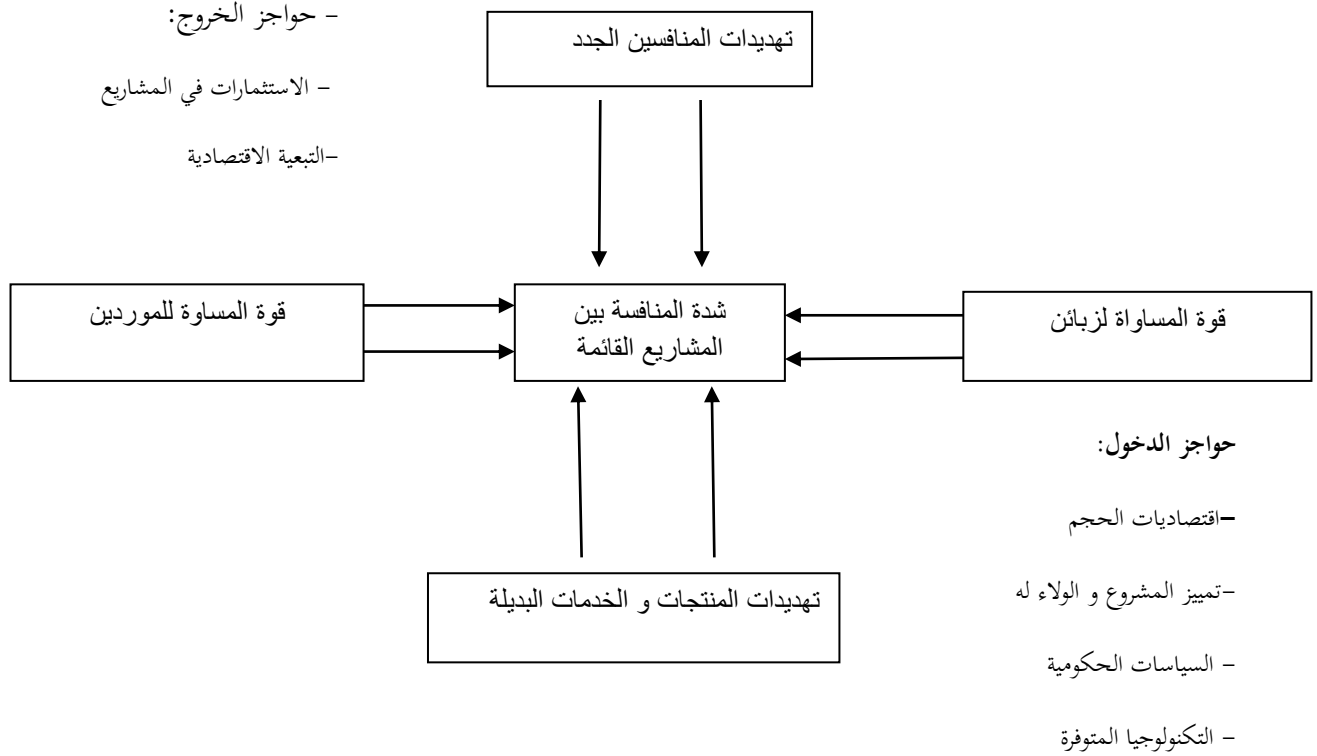 – حواجز الخروج:
– الاستثمارات في المشاريع
–التبعية الاقتصادية
تهديدات المنافسين الجدد
قوة المساواة لزبائن
شدة المنافسة بين
المشاريع القائمة
قوة المساوة للموردين
حواجز الدخول:
–اقتصاديات الحجم
–تمييز المشروع و الولاء له
– السياسات الحكومية
– التكنولوجيا المتوفرة
تهديدات المنتجات و الخدمات البديلة